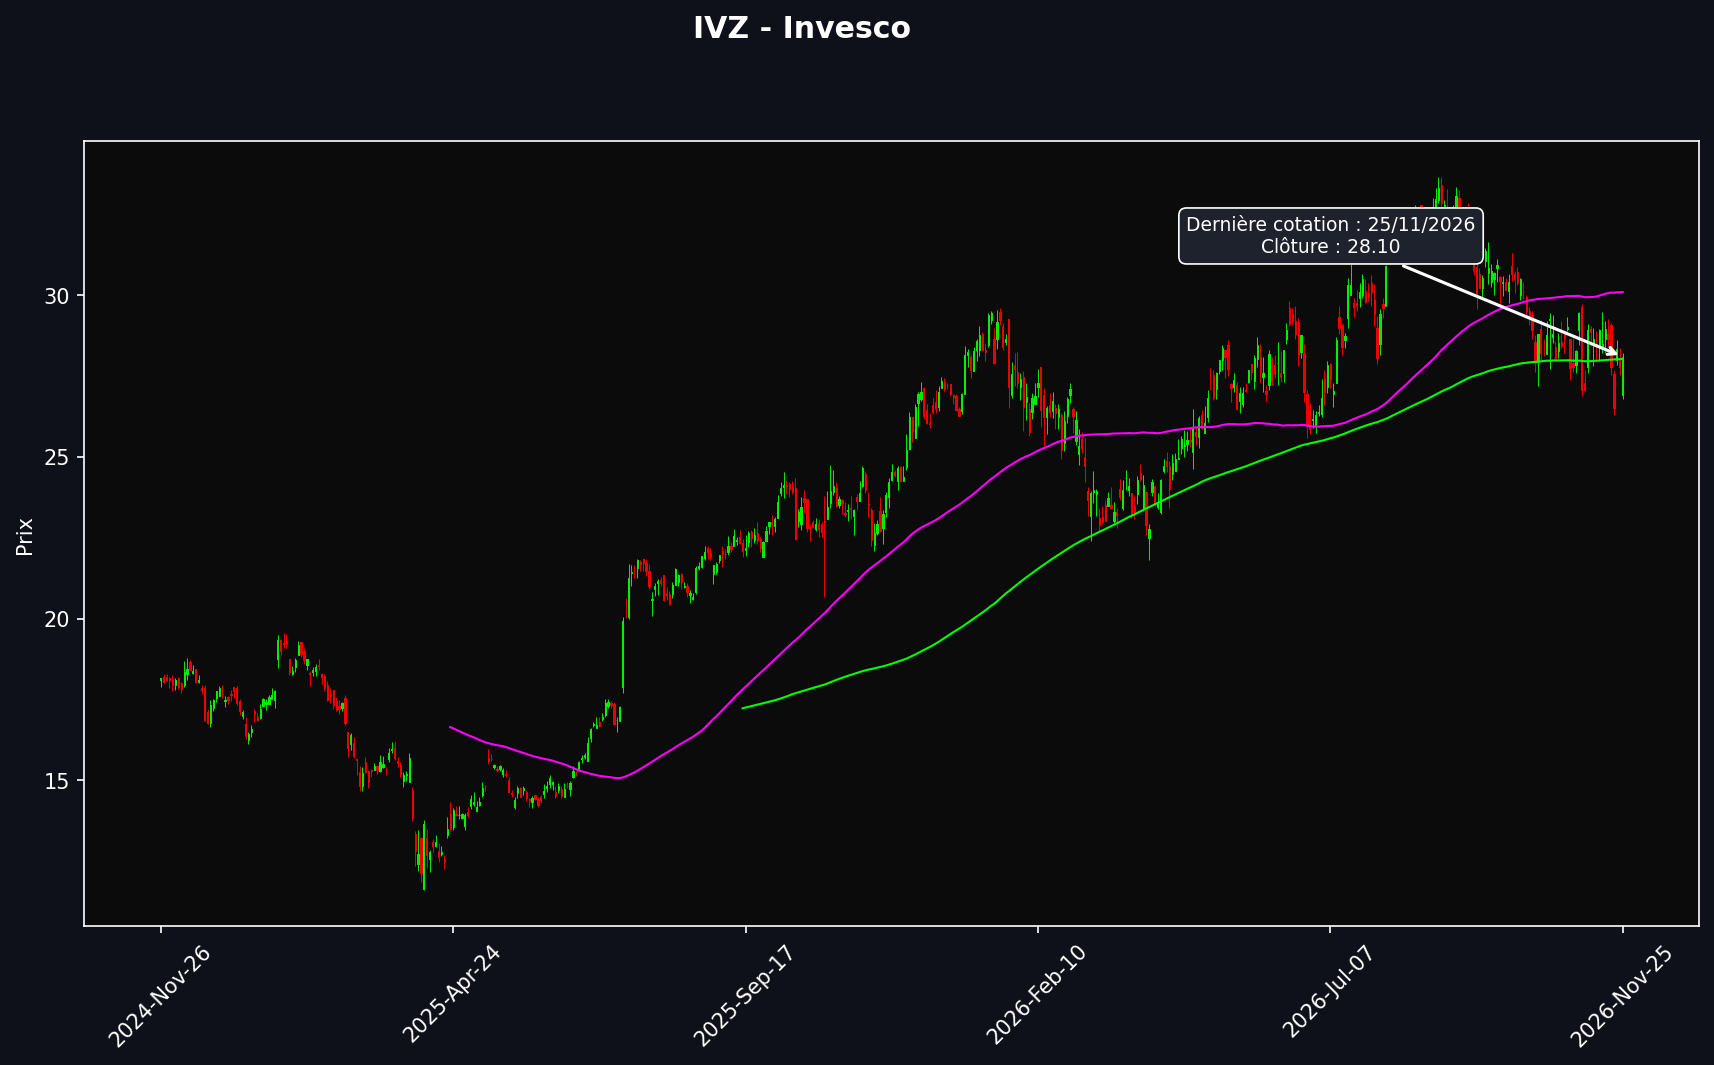 IVZ - Invesco
Dernière cotation : 25/11/2026
Clôture : 28.10
Prix
30
25
20
15
2024-Nov-26
2025-Apr-24
2025-Sep-17
2026-Feb-10
2026-Jul-07
2026-Nov-25